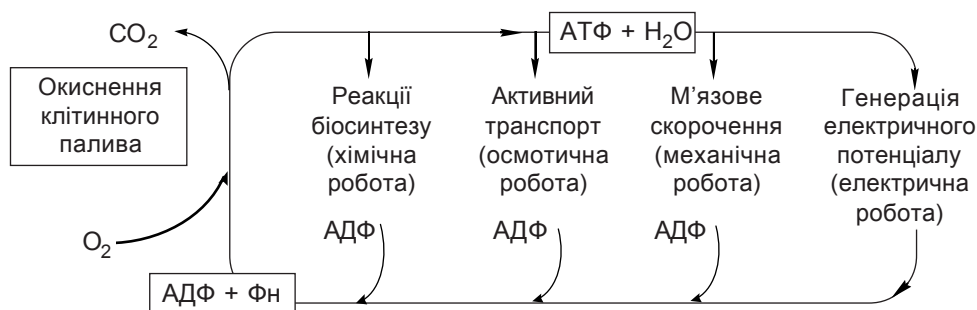 CO₂
АТФ + H₂O
Окиснення
клітинного
палива
Реакції
біосинтезу
(хімічна
робота)
Активний
транспорт
(осмотична
робота)
М’язове
скорочення
(механічна
робота)
Генерація
електричного
потенціалу
(електрична
робота)
O₂
АДФ
АДФ
АДФ
АДФ + Фн